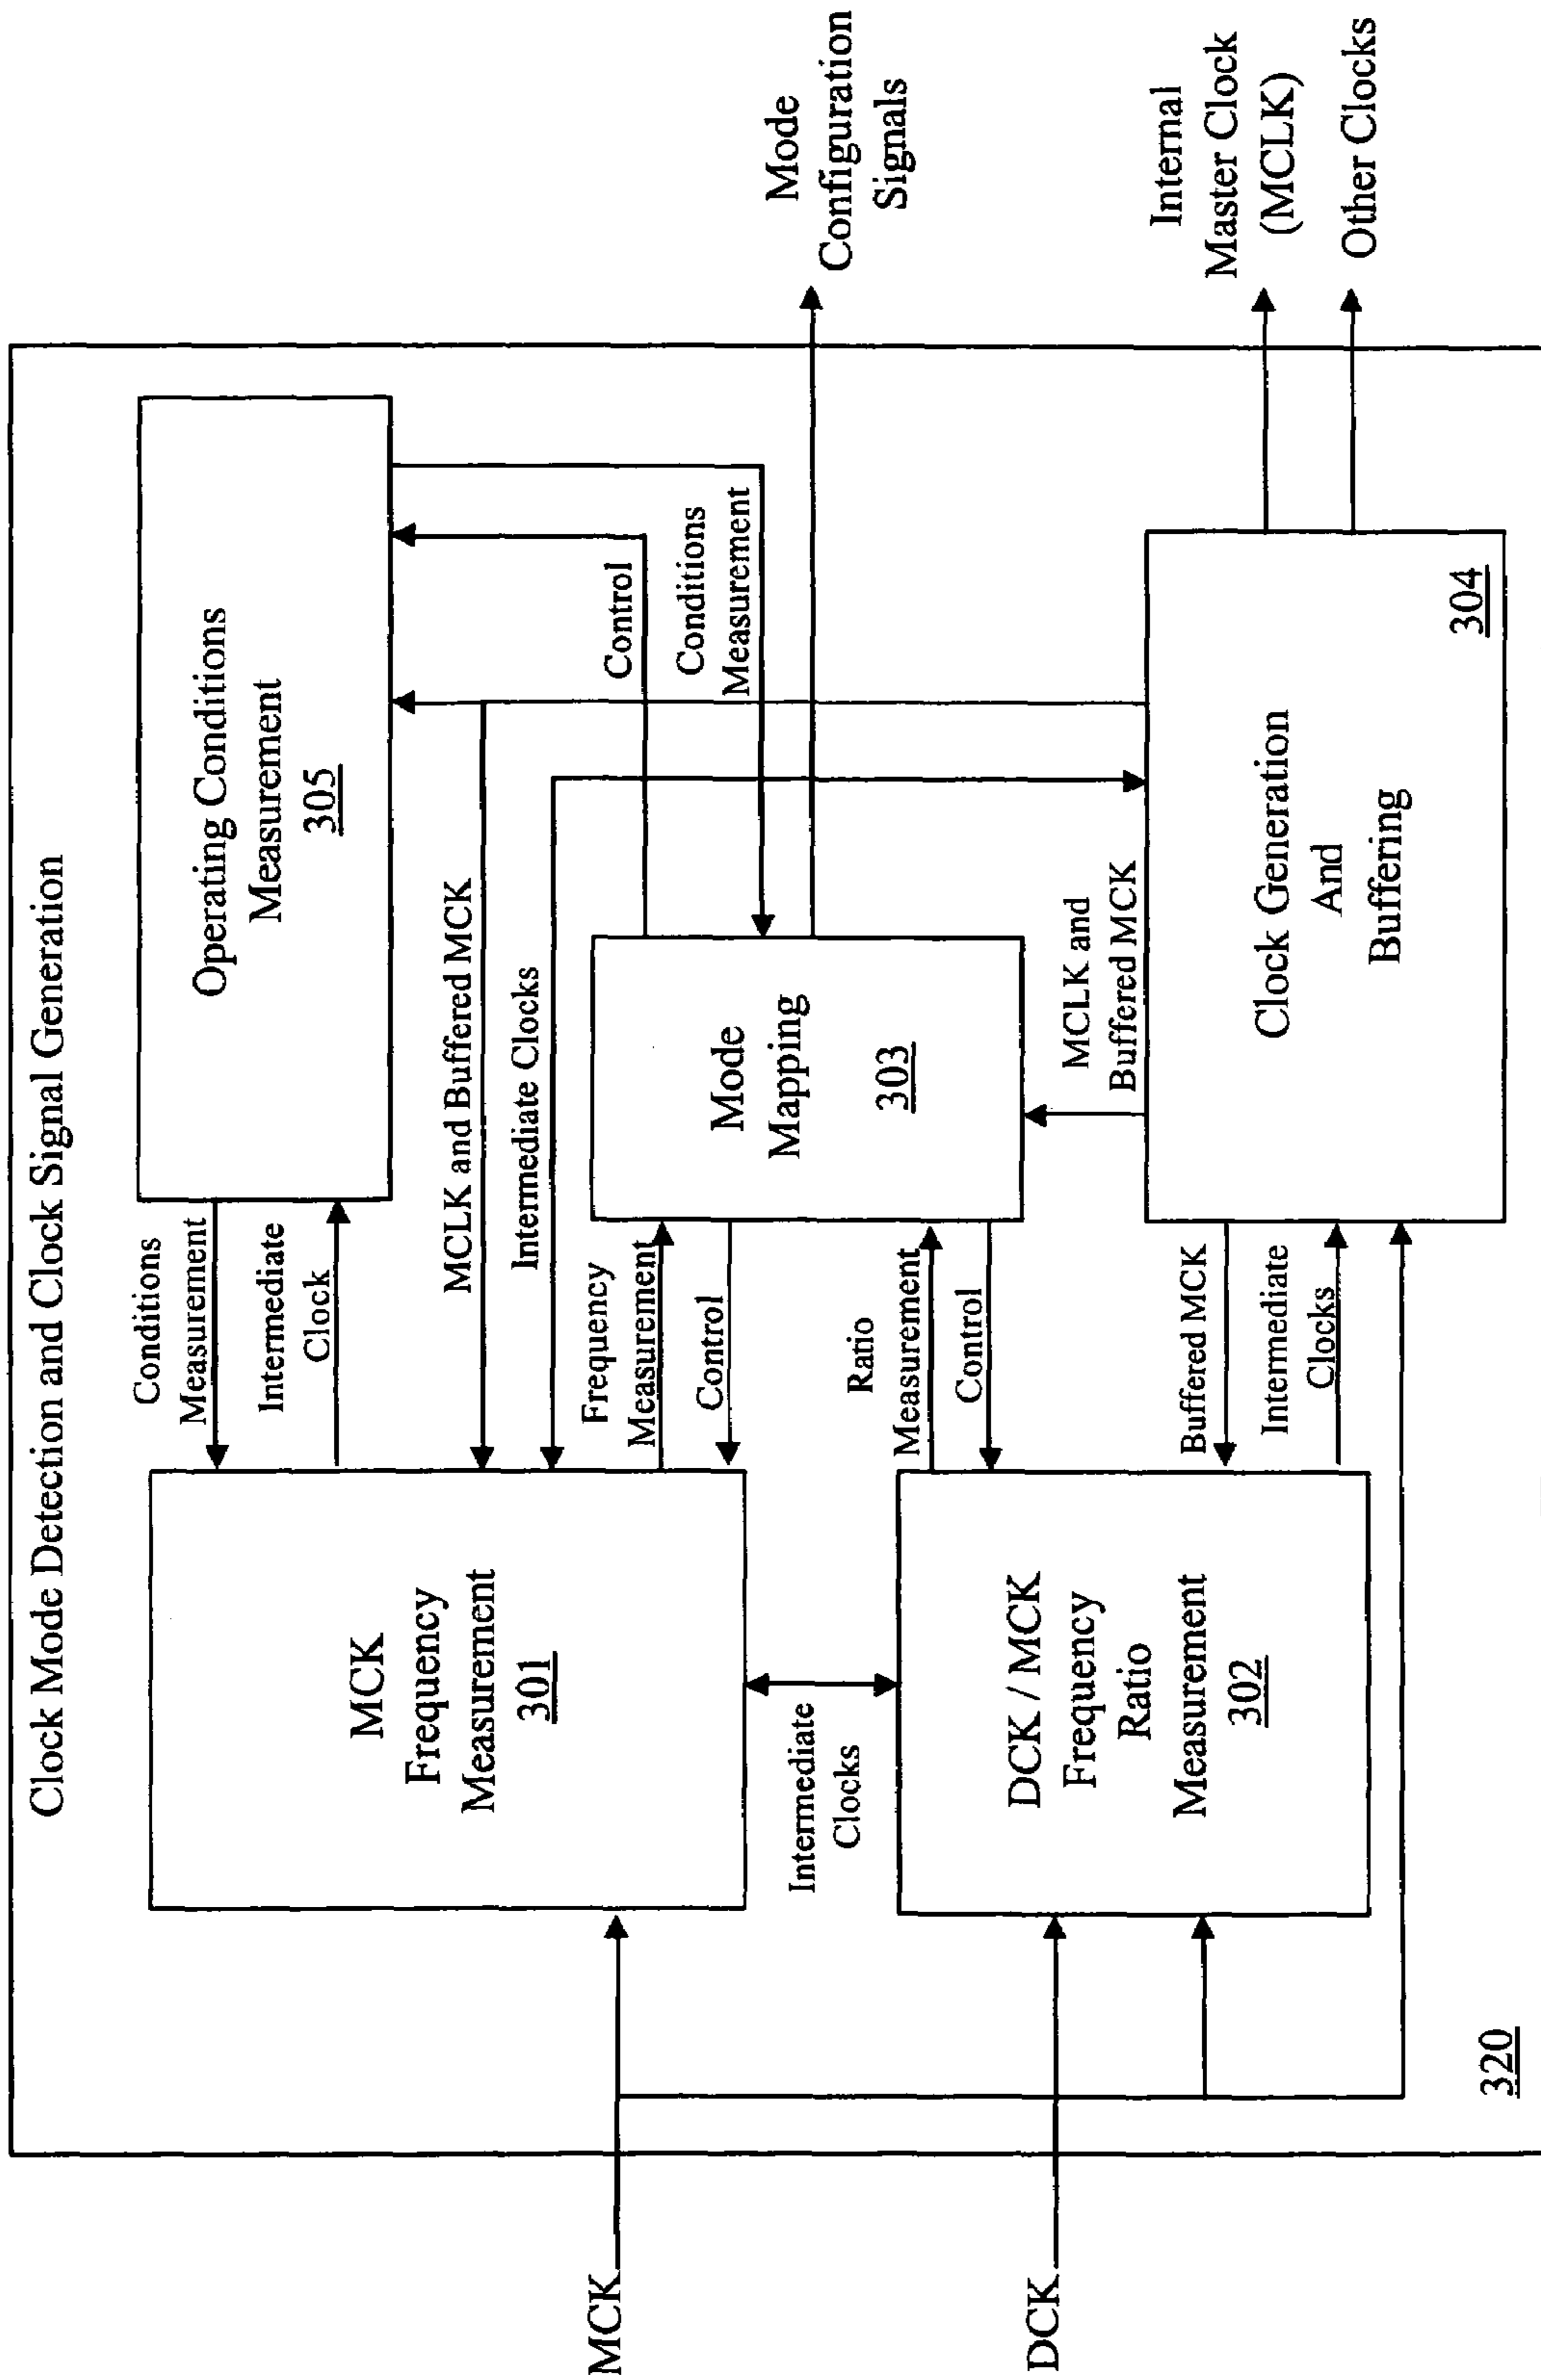 Clock Mode Detection and Clock Signal Generation
MCK
DCK
MCK
Frequency
Measurement
301
Conditions
Measurement
Intermediate
Clock
Operating Conditions
Measurement
305
MCLK and Buffered MCK
Intermediate Clocks
Frequency
Measurement
Control
Mode
Mapping
303
Control
Conditions
Measurement
Mode
Configuration
Signals
Intermediate
Clocks
Ratio
Measurement
Control
DCK / MCK
Frequency
Ratio
Measurement
302
Buffered MCK
Intermediate
Clocks
MCLK and
Buffered MCK
Clock Generation
And
Buffering
304
Internal
Master Clock
(MCLK)
Other Clocks
320